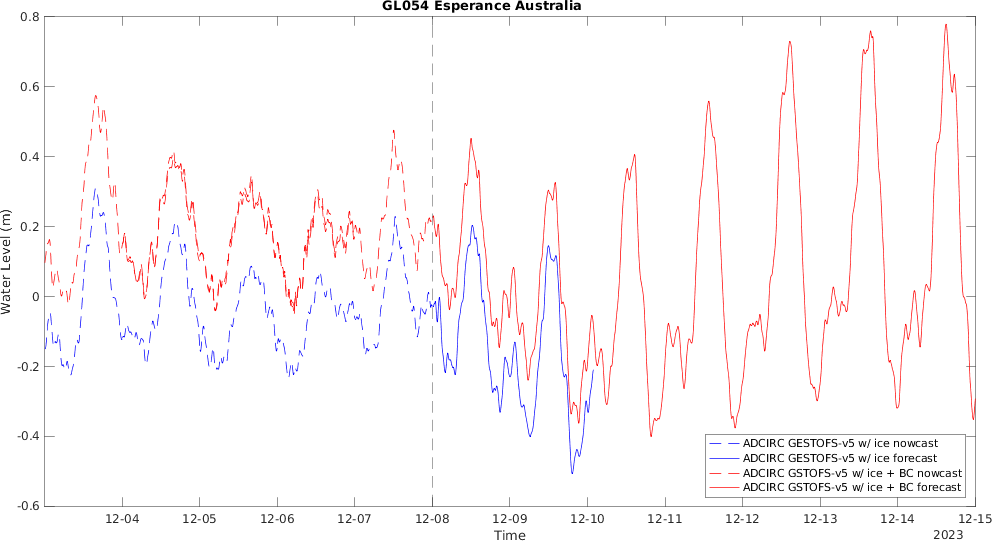 GL054 Esperance Australia
0.8
0.6
0.4
0.2
0
-0.2
-0.4
-0.6
Water Level (m)
ADCIRC GESTOFS-v5 w/ ice nowcast
ADCIRC GESTOFS-v5 w/ ice forecast
ADCIRC GSTOFS-v5 w/ ice + BC nowcast
ADCIRC GSTOFS-v5 w/ ice + BC forecast
12-04 12-05 12-06 12-07 12-08 12-09 12-10 12-11 12-12 12-13 12-14 12-15
Time
2023